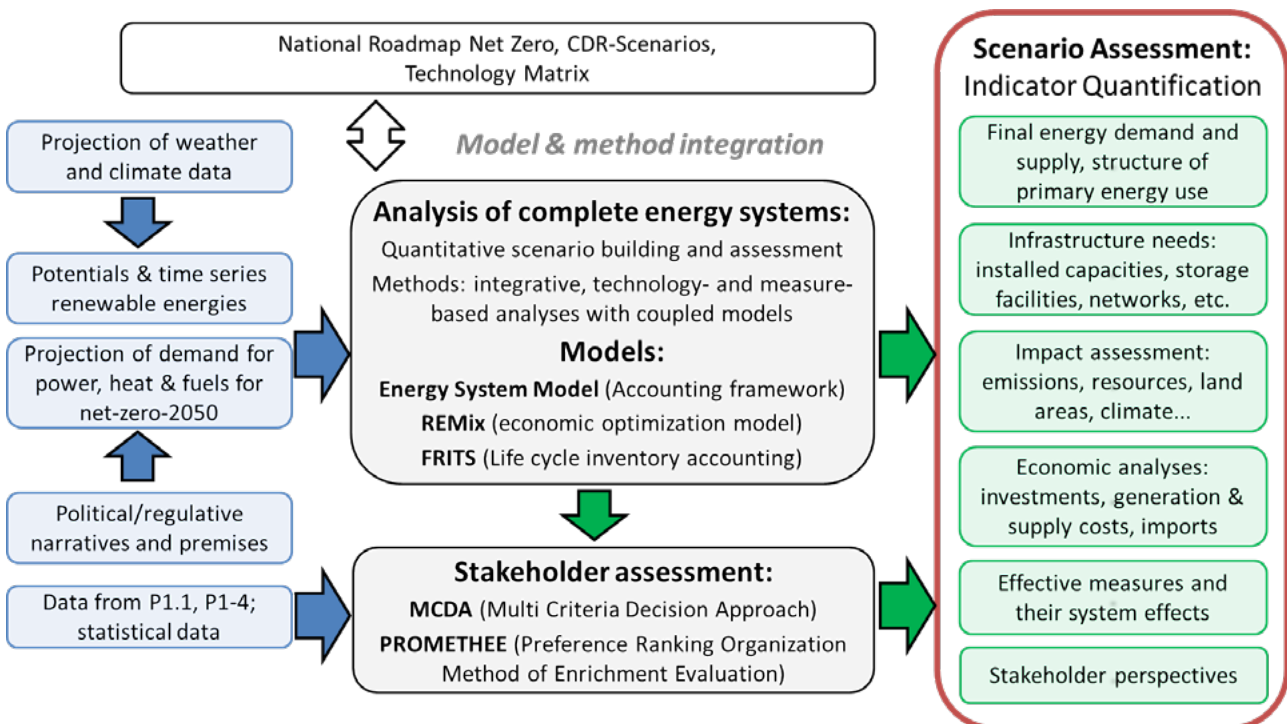 National Roadmap Net Zero, CDR-Scenarios,
Technology Matrix
Model & method integration
Projection of weather
and climate data
Potentials & time series
renewable energies
Projection of demand for
power, heat & fuels for
net-zero-2050
Political/regulative
narratives and premises
Data from P1.1, P1-4;
statistical data
Analysis of complete energy systems:
Quantitative scenario building and assessment
Methods: integrative, technology- and measure-
based analyses with coupled models
Models:
Energy System Model (Accounting framework)
REMix (economic optimization model)
FRITS (Life cycle inventory accounting)
Stakeholder assessment:
MCDA (Multi Criteria Decision Approach)
PROMETHEE (Preference Ranking Organization
Method of Enrichment Evaluation)
Scenario Assessment:
Indicator Quantification
Final energy demand and
supply, structure of
primary energy use
Infrastructure needs:
installed capacities, storage
facilities, networks, etc.
Impact assessment:
emissions, resources, land
areas, climate...
Economic analyses:
investments, generation &
supply costs, imports
Effective measures and
their system effects
Stakeholder perspectives